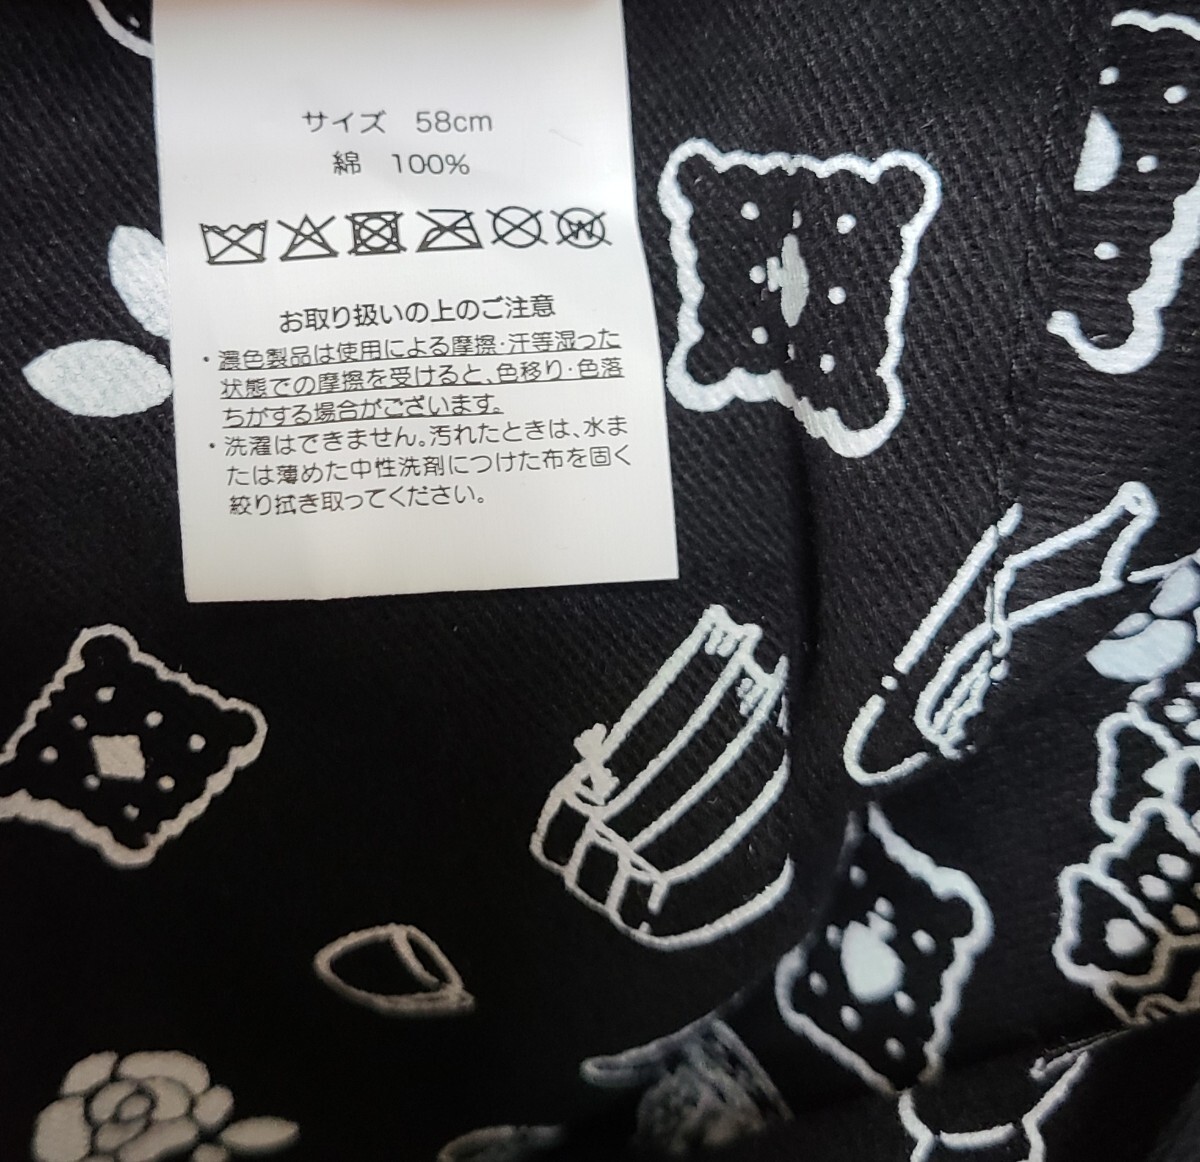 サイズ 58cm
綿 100%
W
お取り扱いの上のご注意
・濃色製品は使用による摩擦・汗等湿った
状態での摩擦を受けると、色移り・色落
ちがする場合がございます。
・洗濯はできません。汚れたときは、水ま
たは薄めた中性洗剤につけた布を固く
絞り拭き取ってください。